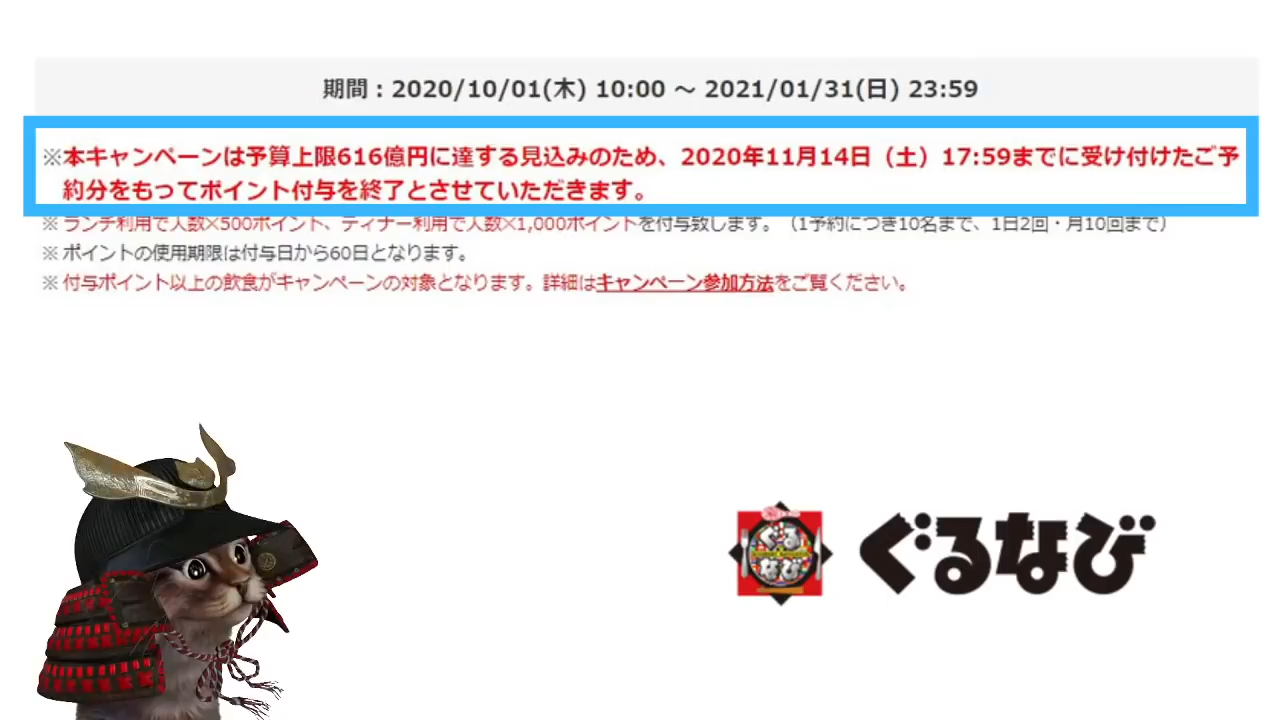 期間：2020/10/01(木) 10:00 ～ 2021/01/31(日) 23:59
※本キャンペーンは予算上限616億円に達する見込みのため、2020年11月14日（土）17:59までに受け付けたご予
約分をもってポイント付与を終了とさせていただきます。
※ ランチ利用で人数×500ポイント、ディナー利用で人数×1,000ポイントを付与致します。（1予約につき10名まで、1日2回・月10回まで）
※ ポイントの使用期限は付与日から60日となります。
※ 付与ポイント以上の飲食がキャンペーンの対象となります。詳細はキャンペーン参加方法をご覧ください。
ぐるなび
ぐるなび